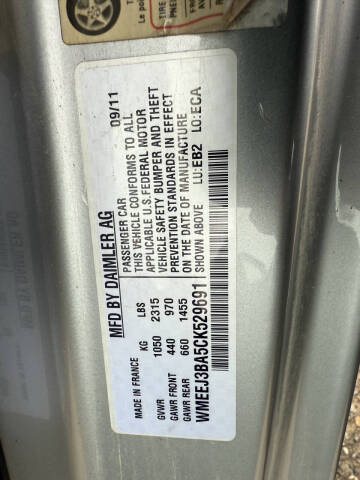 MFD BY DAIMLER AG 09/11
PASSENGER CAR
THIS VEHICLE CONFORMS TO ALL
APPLICABLE U.S.FEDERAL MOTOR
VEHICLE SAFETY BUMPER AND THEFT
PREVENTION STANDARDS IN EFFECT
ON THE DATE OF MANUFACTURE
SHOWN ABOVE LU:EB2 LO:ECA
MADE IN FRANCE KG LBS
GVWR 1050 2315
GAWR FRONT 440 970
GAWR REAR 660 1455
WMEEJ3BA5CK529691